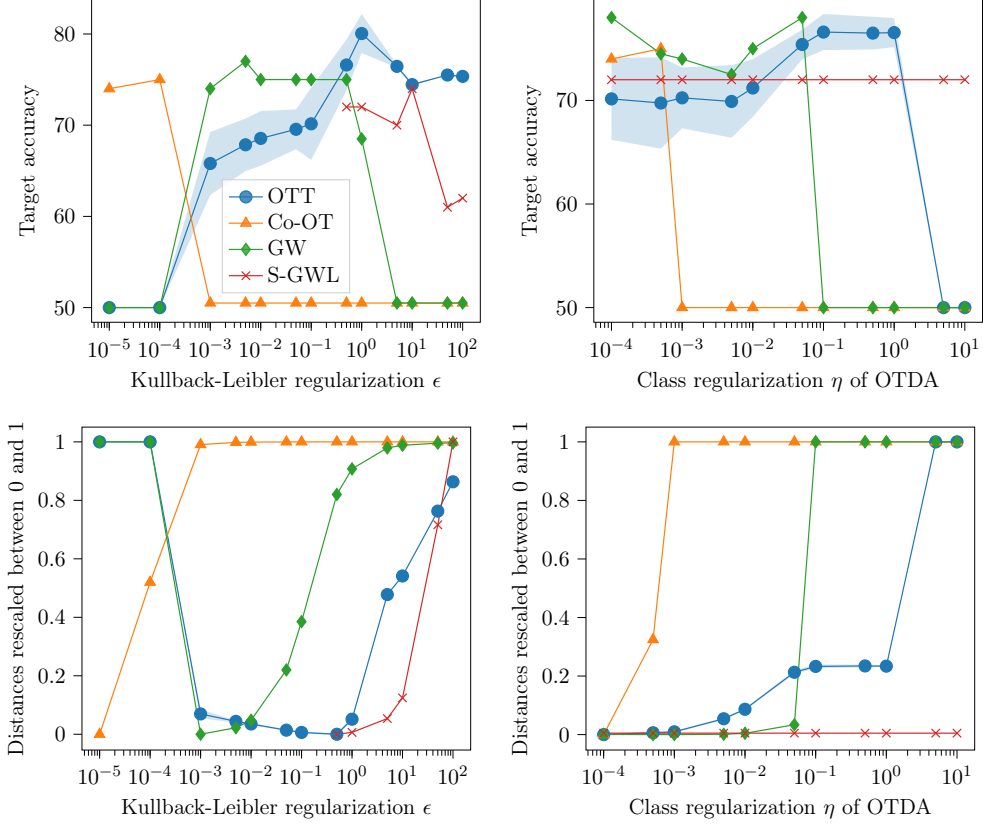 80
70
60
50
Target accuracy
OTT
Co-OT
GW
S-GWL
10^{-5} 10^{-4} 10^{-3} 10^{-2} 10^{-1} 10^{0} 10^{1} 10^{2}
Kullback-Leibler regularization ϵ
70
60
50
Target accuracy
10^{-4} 10^{-3} 10^{-2} 10^{-1} 10^{0} 10^{1}
Class regularization η of OTDA
1
0.8
0.6
0.4
0.2
0
Distances rescaled between 0 and 1
10^{-5} 10^{-4} 10^{-3} 10^{-2} 10^{-1} 10^{0} 10^{1} 10^{2}
Kullback-Leibler regularization ϵ
1
0.8
0.6
0.4
0.2
0
Distances rescaled between 0 and 1
10^{-4} 10^{-3} 10^{-2} 10^{-1} 10^{0} 10^{1}
Class regularization η of OTDA